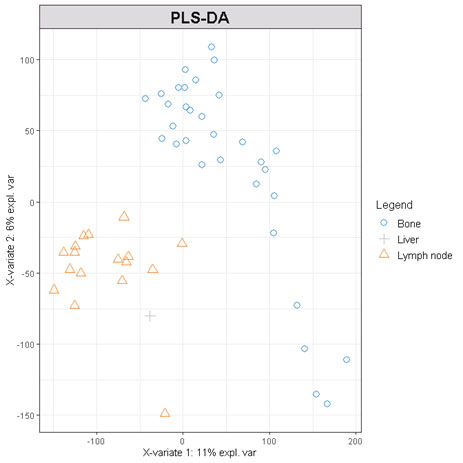 PLS-DA
100
50
0
-50
-100
-150
-100
0
100
200
X-variate 2: 6% expl. var
X-variate 1: 11% expl. var
Legend
Bone
Liver
Lymph node